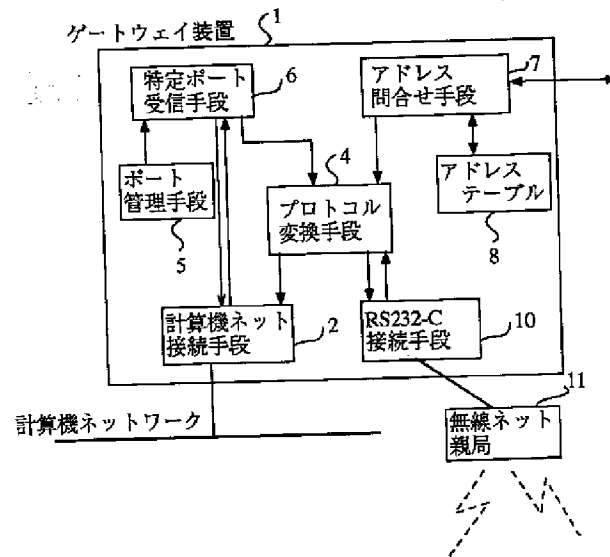 ゲートウェイ装置
1
特定ポート
受信手段
6
アドレス
問合せ手段
7
ポート
管理手段
5
4
プロトコル
変換手段
アドレス
テーブル
8
計算機ネット
接続手段
2
RS232-C
接続手段
10
計算機ネットワーク
11
無線ネット
親局